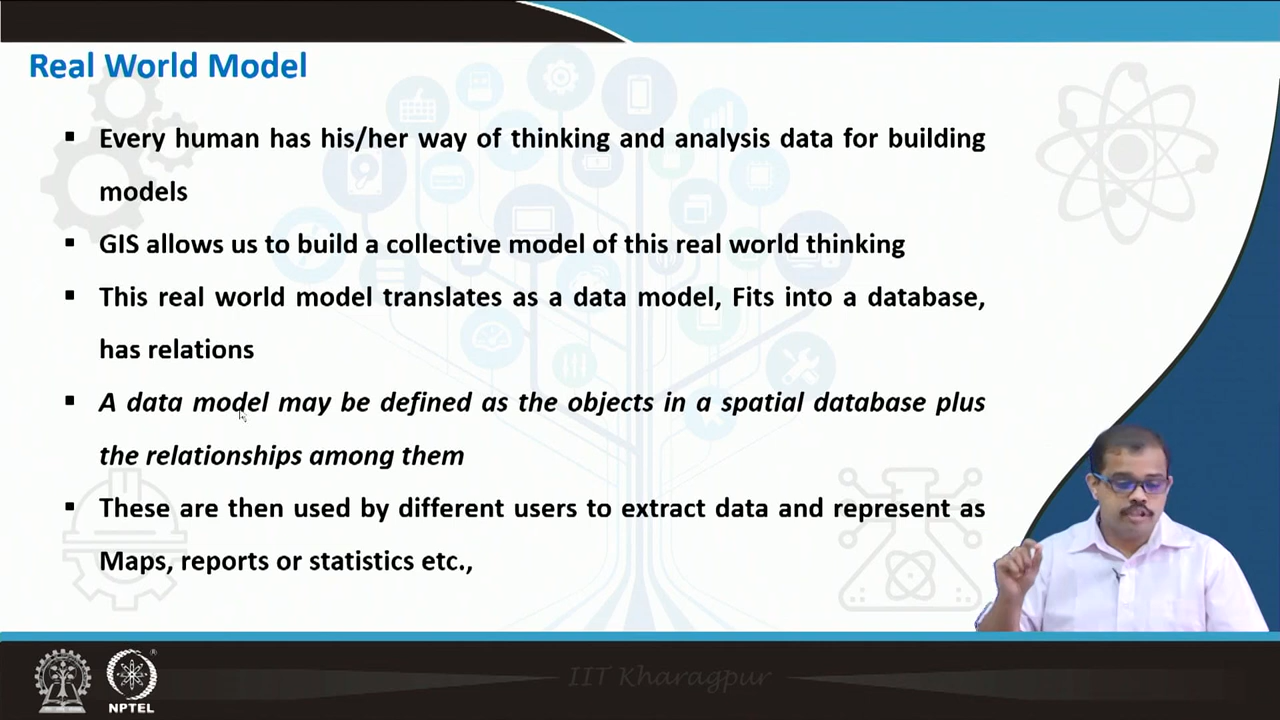 Real World Model
▪ Every human has his/her way of thinking and analysis data for building
models
▪ GIS allows us to build a collective model of this real world thinking
▪ This real world model translates as a data model, Fits into a database,
has relations
▪ A data model may be defined as the objects in a spatial database plus
the relationships among them
▪ These are then used by different users to extract data and represent as
Maps, reports or statistics etc.,
IIT Kharagpur
NPTEL